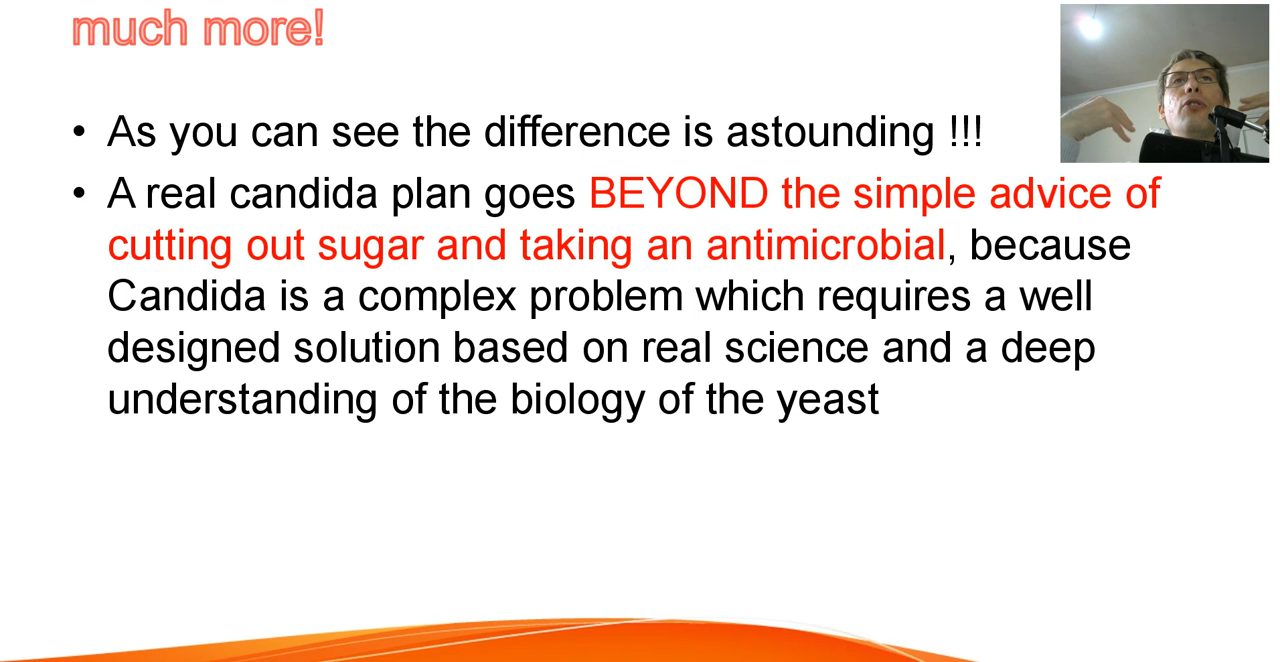 much more!
• As you can see the difference is astounding !!!
• A real candida plan goes BEYOND the simple advice of
cutting out sugar and taking an antimicrobial, because
Candida is a complex problem which requires a well
designed solution based on real science and a deep
understanding of the biology of the yeast